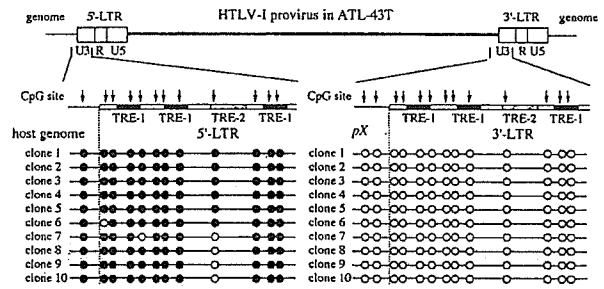 genome 5'-LTR HTLV-I provirus in ATL-43T 3'-LTR genome
U3 R U5 U3 R U5
CpG site CpG site
TRE-1 TRE-1 TRE-2 TRE-1 TRE-1 TRE-1 TRE-2 TRE-1
host genome 5'-LTR pX 3'-LTR
clone 1 clone 1
clone 2 clone 2
clone 3 clone 3
clone 4 clone 4
clone 5 clone 5
clone 6 clone 6
clone 7 clone 7
clone 8 clone 8
clone 9 clone 9
clone 10 clone 10